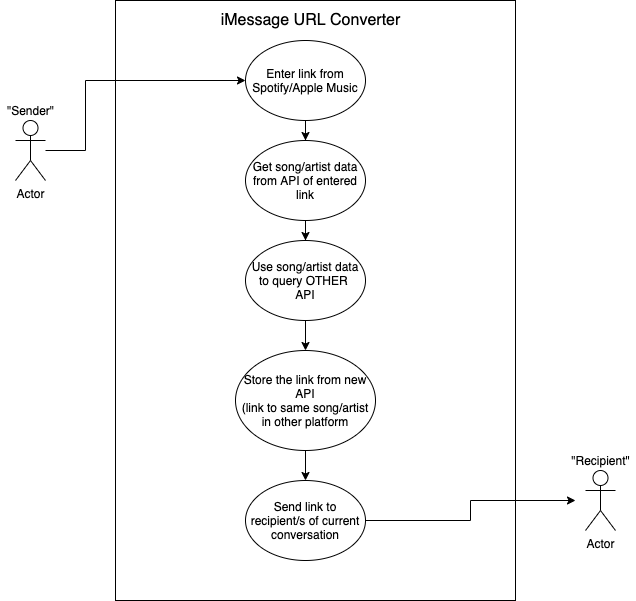 iMessage URL Converter
Enter link from
Spotify/Apple Music
"Sender"
Actor
Get song/artist data
from API of entered
link
Use song/artist data
to query OTHER
API
Store the link from new
API
(link to same song/artist
in other platform
Send link to
recipient/s of current
conversation
"Recipient"
Actor